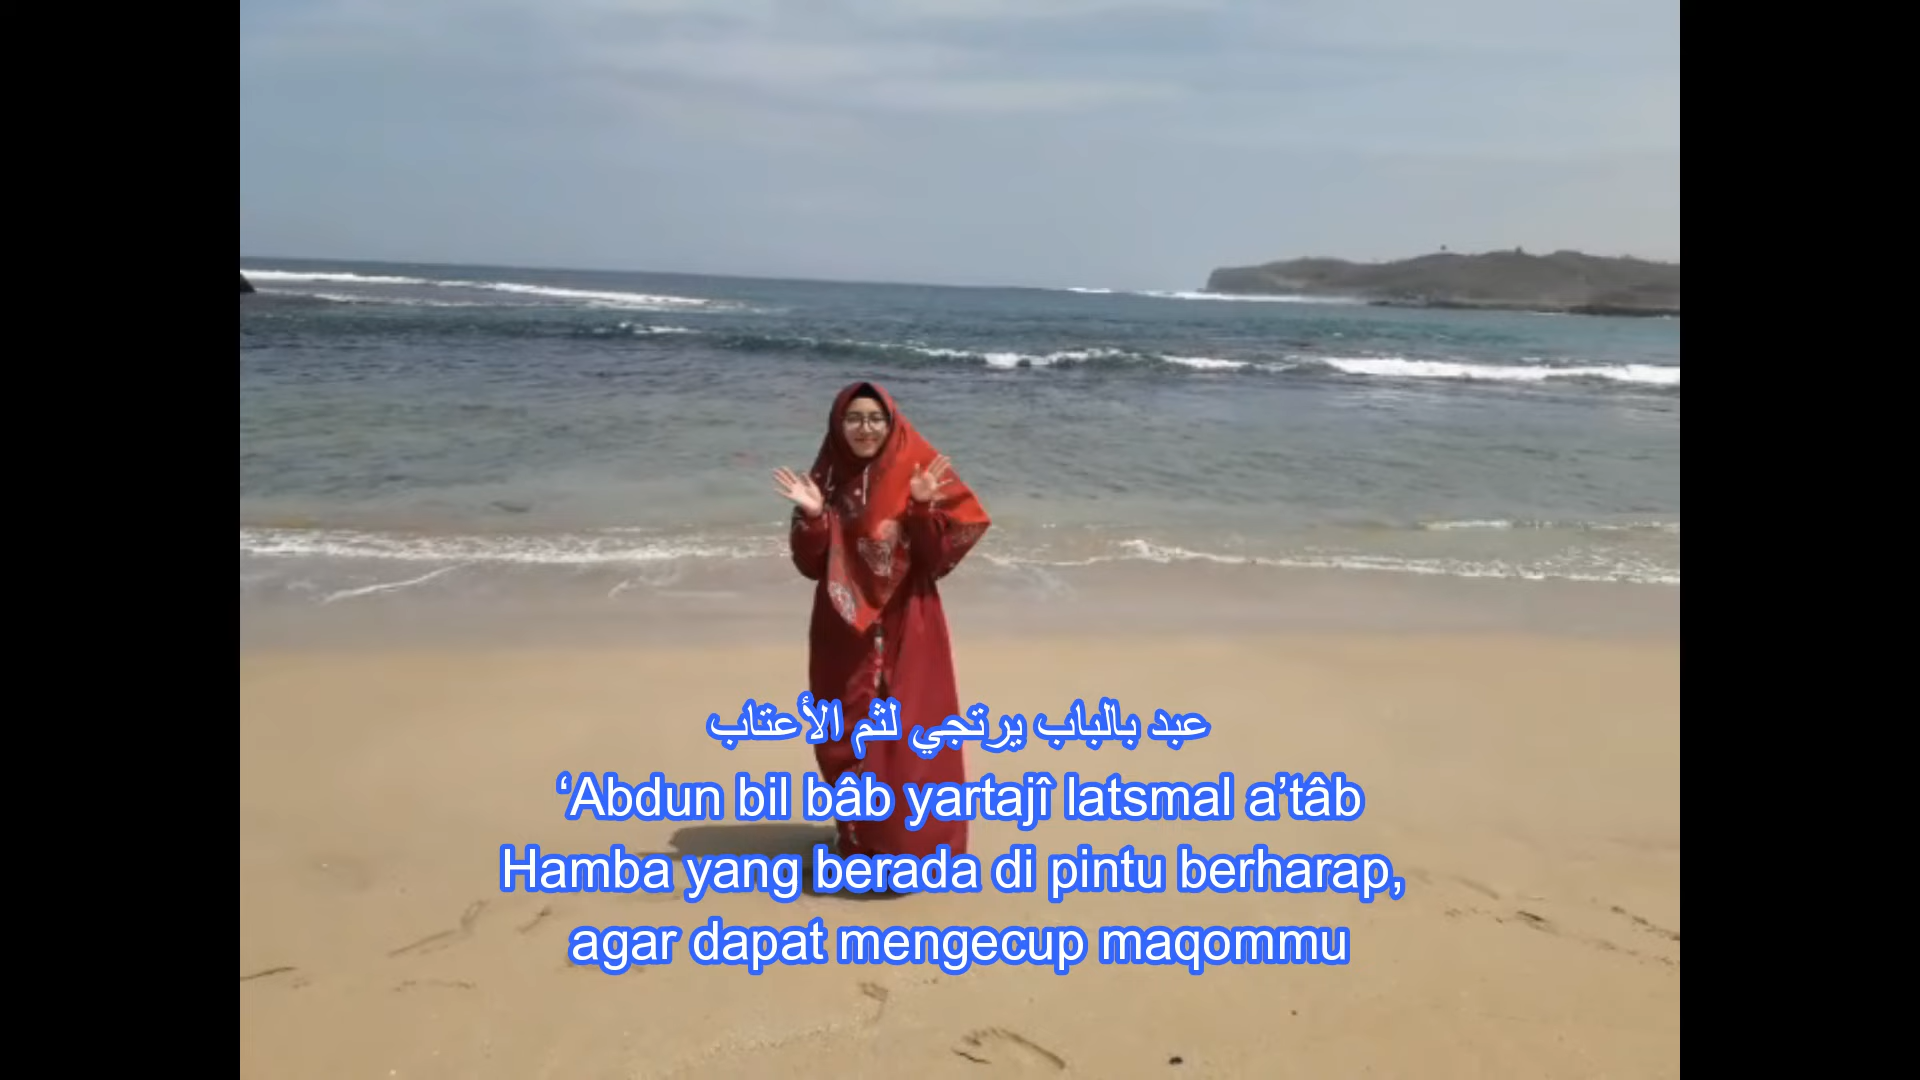 عبد بالباب يرتجي لثم الأعتاب
‘Abdun bil bâb yartajî latsmal a’tâb
Hamba yang berada di pintu berharap,
agar dapat mengecup maqommu